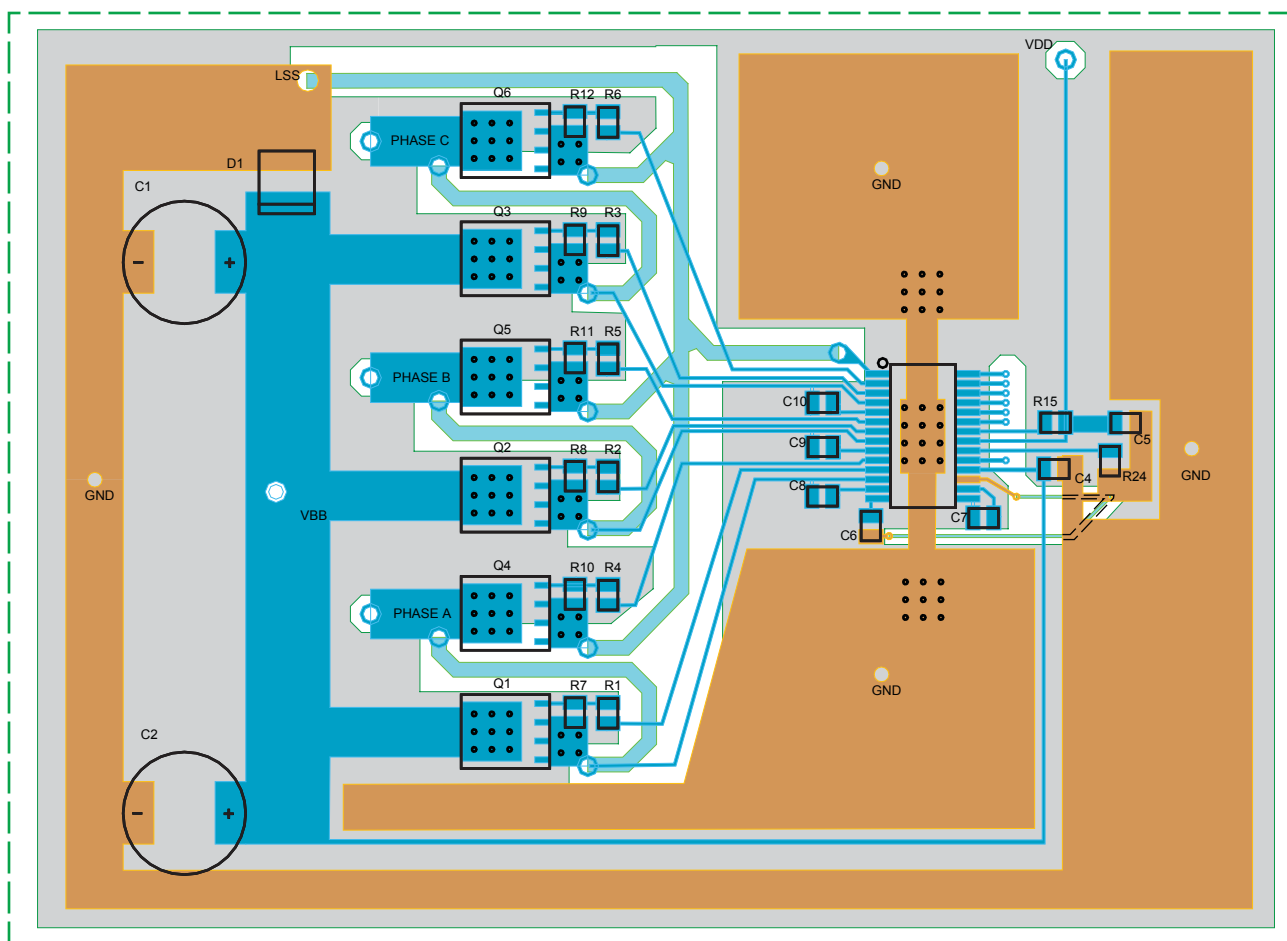 VDD
LSS
Q6
R12 R6
PHASE C
D1
GND
C1
Q3
R9 R3
- +
Q5
R11 R5
PHASE B
C10
R15
C9
C5
Q2
R8 R2
GND
GND
C4
R24
C8
VBB
C7
C6
Q4
R10 R4
PHASE A
GND
Q1
R7 R1
C2
- +